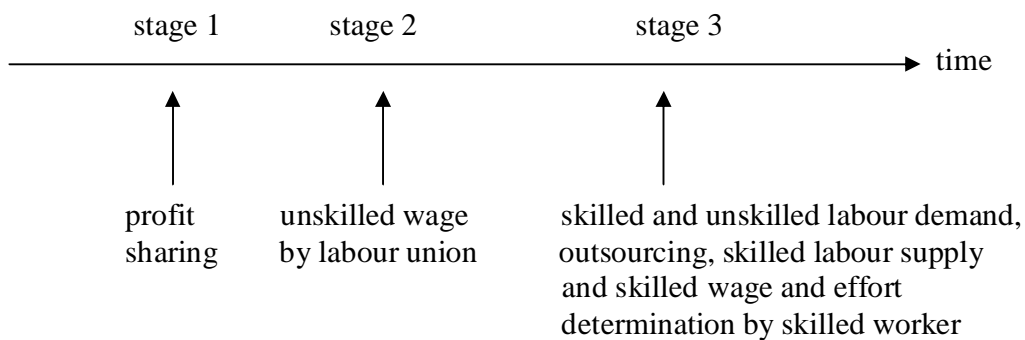 stage 1 stage 2 stage 3
time
profit sharing
unskilled wage by labour union
skilled and unskilled labour demand,
outsourcing, skilled labour supply
and skilled wage and effort
determination by skilled worker